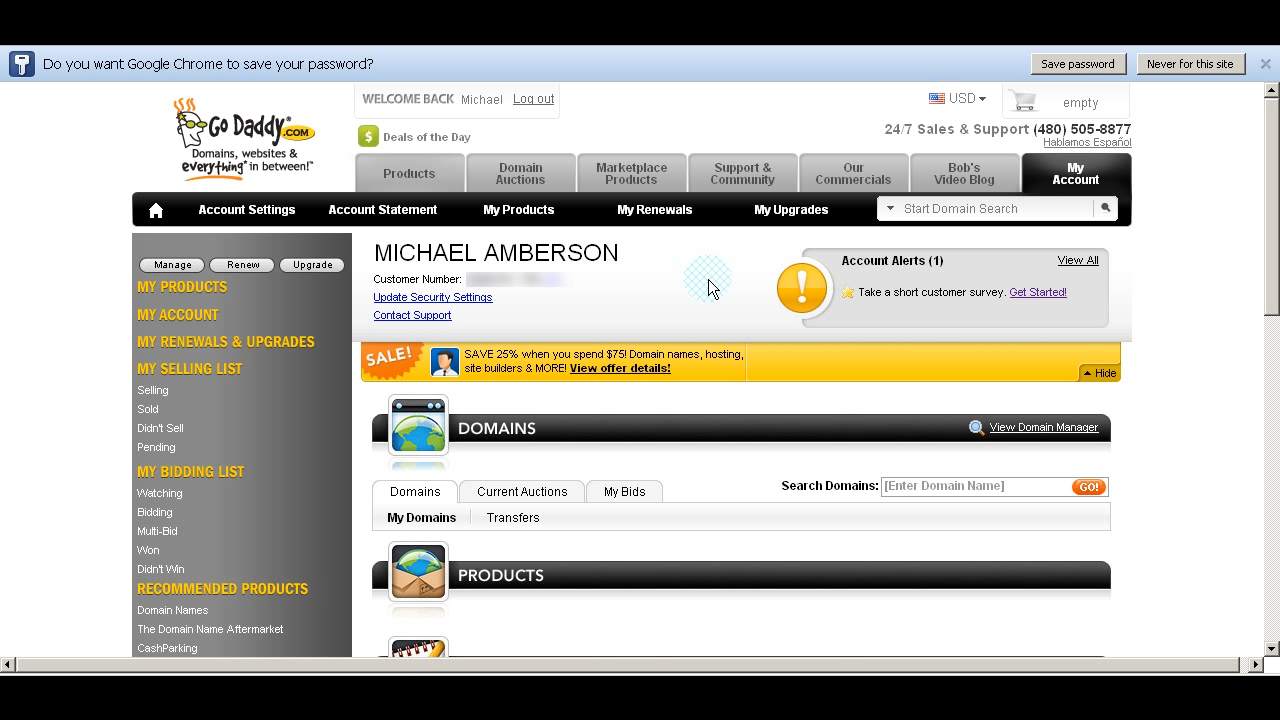 Do you want Google Chrome to save your password?
Save password
Never for this site
WELCOME BACK Michael Log out
USD
empty
Go Daddy .COM
Domains, websites &
everything* in between!™
$ Deals of the Day
24/7 Sales & Support (480) 505-8877
Hablamos Español
Products
Domain
Auctions
Marketplace
Products
Support &
Community
Our
Commercials
Bob's
Video Blog
My
Account
Account Settings
Account Statement
My Products
My Renewals
My Upgrades
Start Domain Search
Manage
Renew
Upgrade
MY PRODUCTS
MY ACCOUNT
MY RENEWALS & UPGRADES
MY SELLING LIST
Selling
Sold
Didn't Sell
Pending
MY BIDDING LIST
Watching
Bidding
Multi-Bid
Won
Didn't Win
RECOMMENDED PRODUCTS
Domain Names
The Domain Name Aftermarket
CashParking
MICHAEL AMBERSON
Customer Number:
Update Security Settings
Contact Support
Account Alerts (1)
View All
Take a short customer survey. Get Started!
SALE!
SAVE 25% when you spend $75! Domain names, hosting,
site builders & MORE! View offer details!
Hide
DOMAINS
View Domain Manager
Domains
Current Auctions
My Bids
Search Domains:
[Enter Domain Name]
GO!
My Domains
Transfers
PRODUCTS